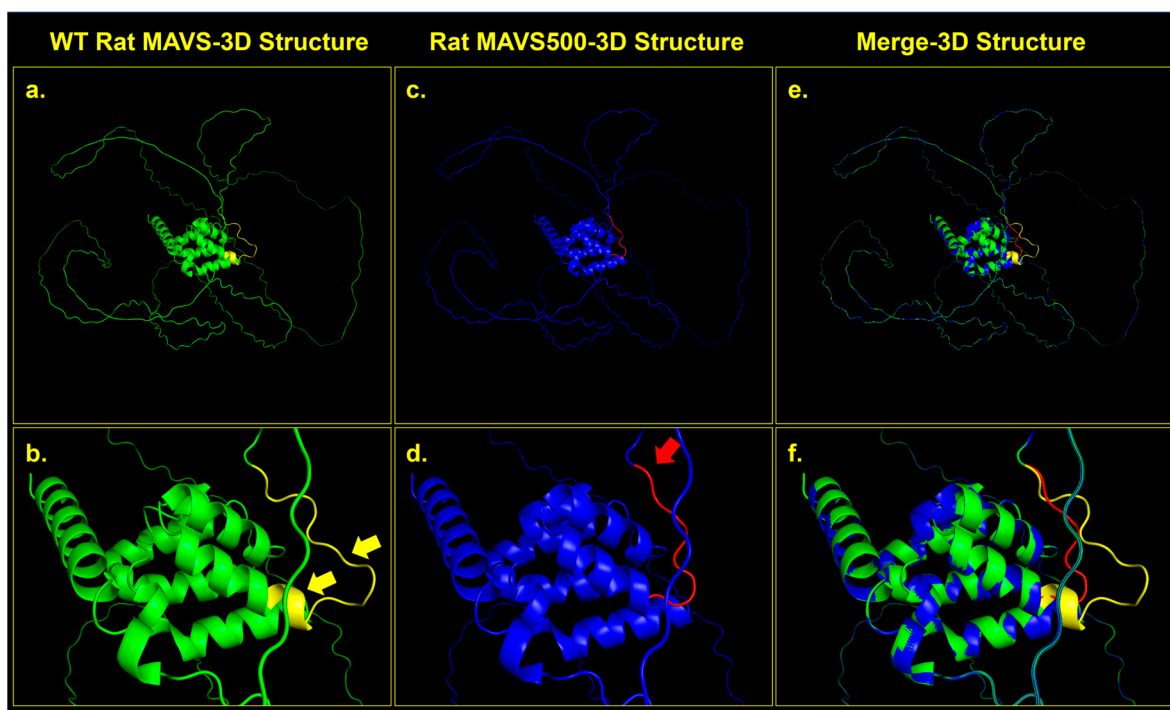 WT Rat MAVS-3D Structure
Rat MAVS500-3D Structure
Merge-3D Structure
a.
c.
e.
b.
d.
f.